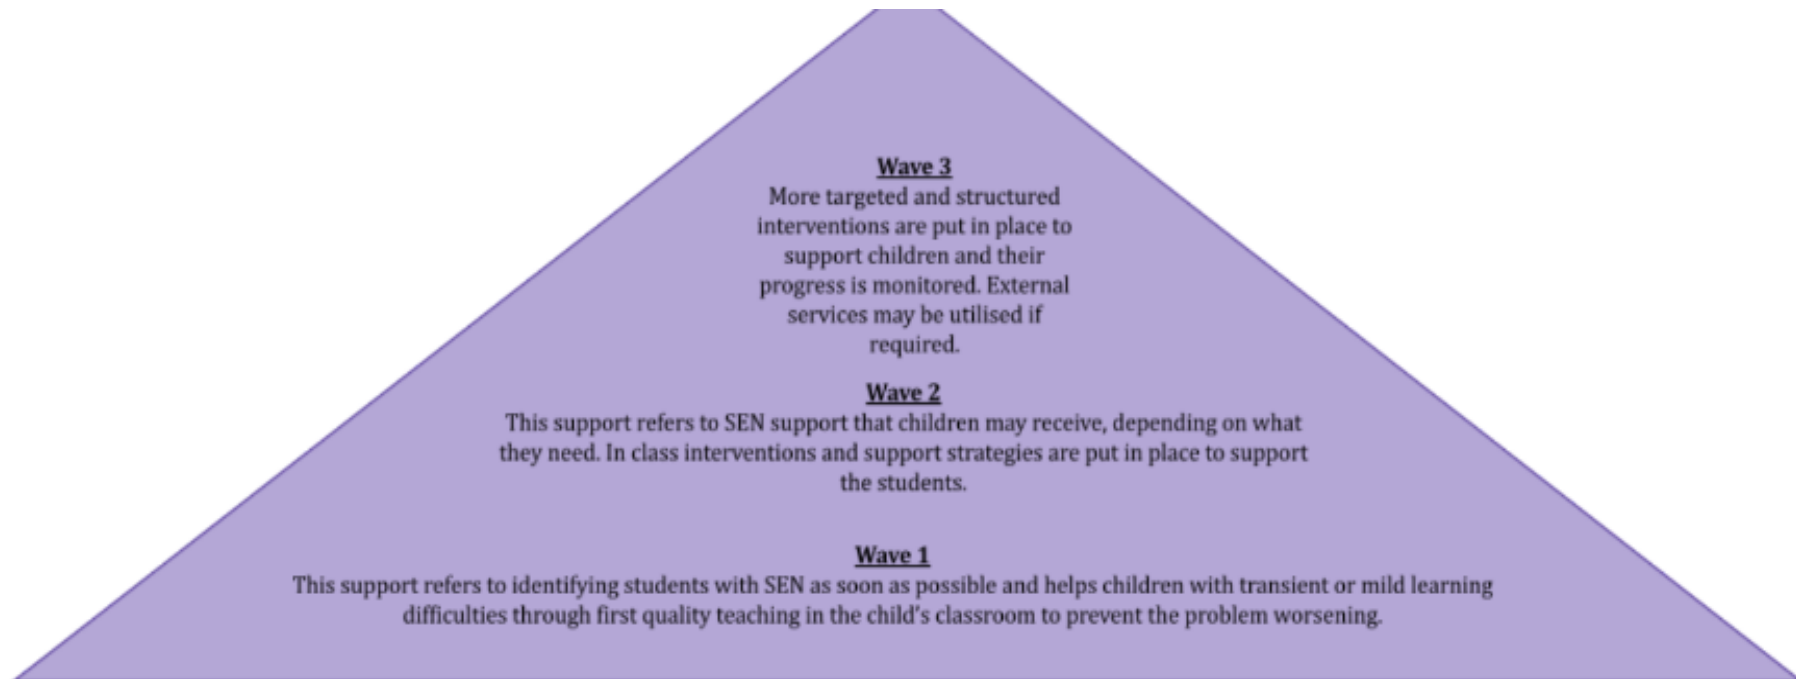 Wave 3
More targeted and structured
interventions are put in place to
support children and their
progress is monitored. External
services may be utilised if
required.
Wave 2
This support refers to SEN support that children may receive, depending on what
they need. In class interventions and support strategies are put in place to support
the students.
Wave 1
This support refers to identifying students with SEN as soon as possible and helps children with transient or mild learning
difficulties through first quality teaching in the child's classroom to prevent the problem worsening.